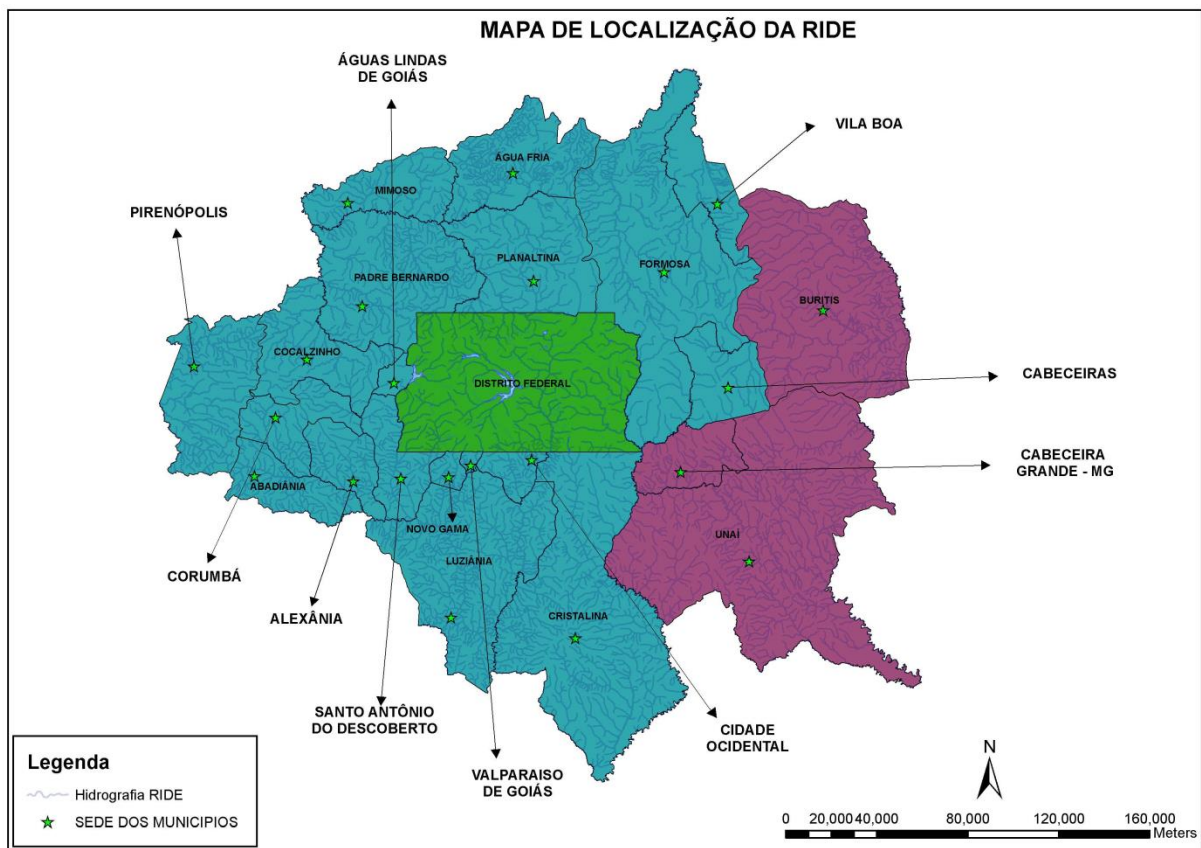 MAPA DE LOCALIZAÇÃO DA RIDE
ÁGUAS LINDAS
DE GOIÁS
VILA BOA
ÁGUA FRIA
MIMOSO
PIRENÓPOLIS
PLANALTINA
FORMOSA
PADRE BERNARDO
BURITIS
COCALZINHO
DISTRITO FEDERAL
CABECEIRAS
CABECEIRA
GRANDE - MG
ABADIÂNIA
NOVO GAMA
UNAÍ
LUZIÂNIA
CORUMBÁ
ALEXÂNIA
CRISTALINA
SANTO ANTÔNIO
DO DESCOBERTO
CIDADE
OCIDENTAL
VALPARAISO
DE GOIÁS
Legenda
Hidrografia RIDE
SEDE DOS MUNICIPIOS
N
0 20,000 40,000 80,000 120,000 160,000
Meters